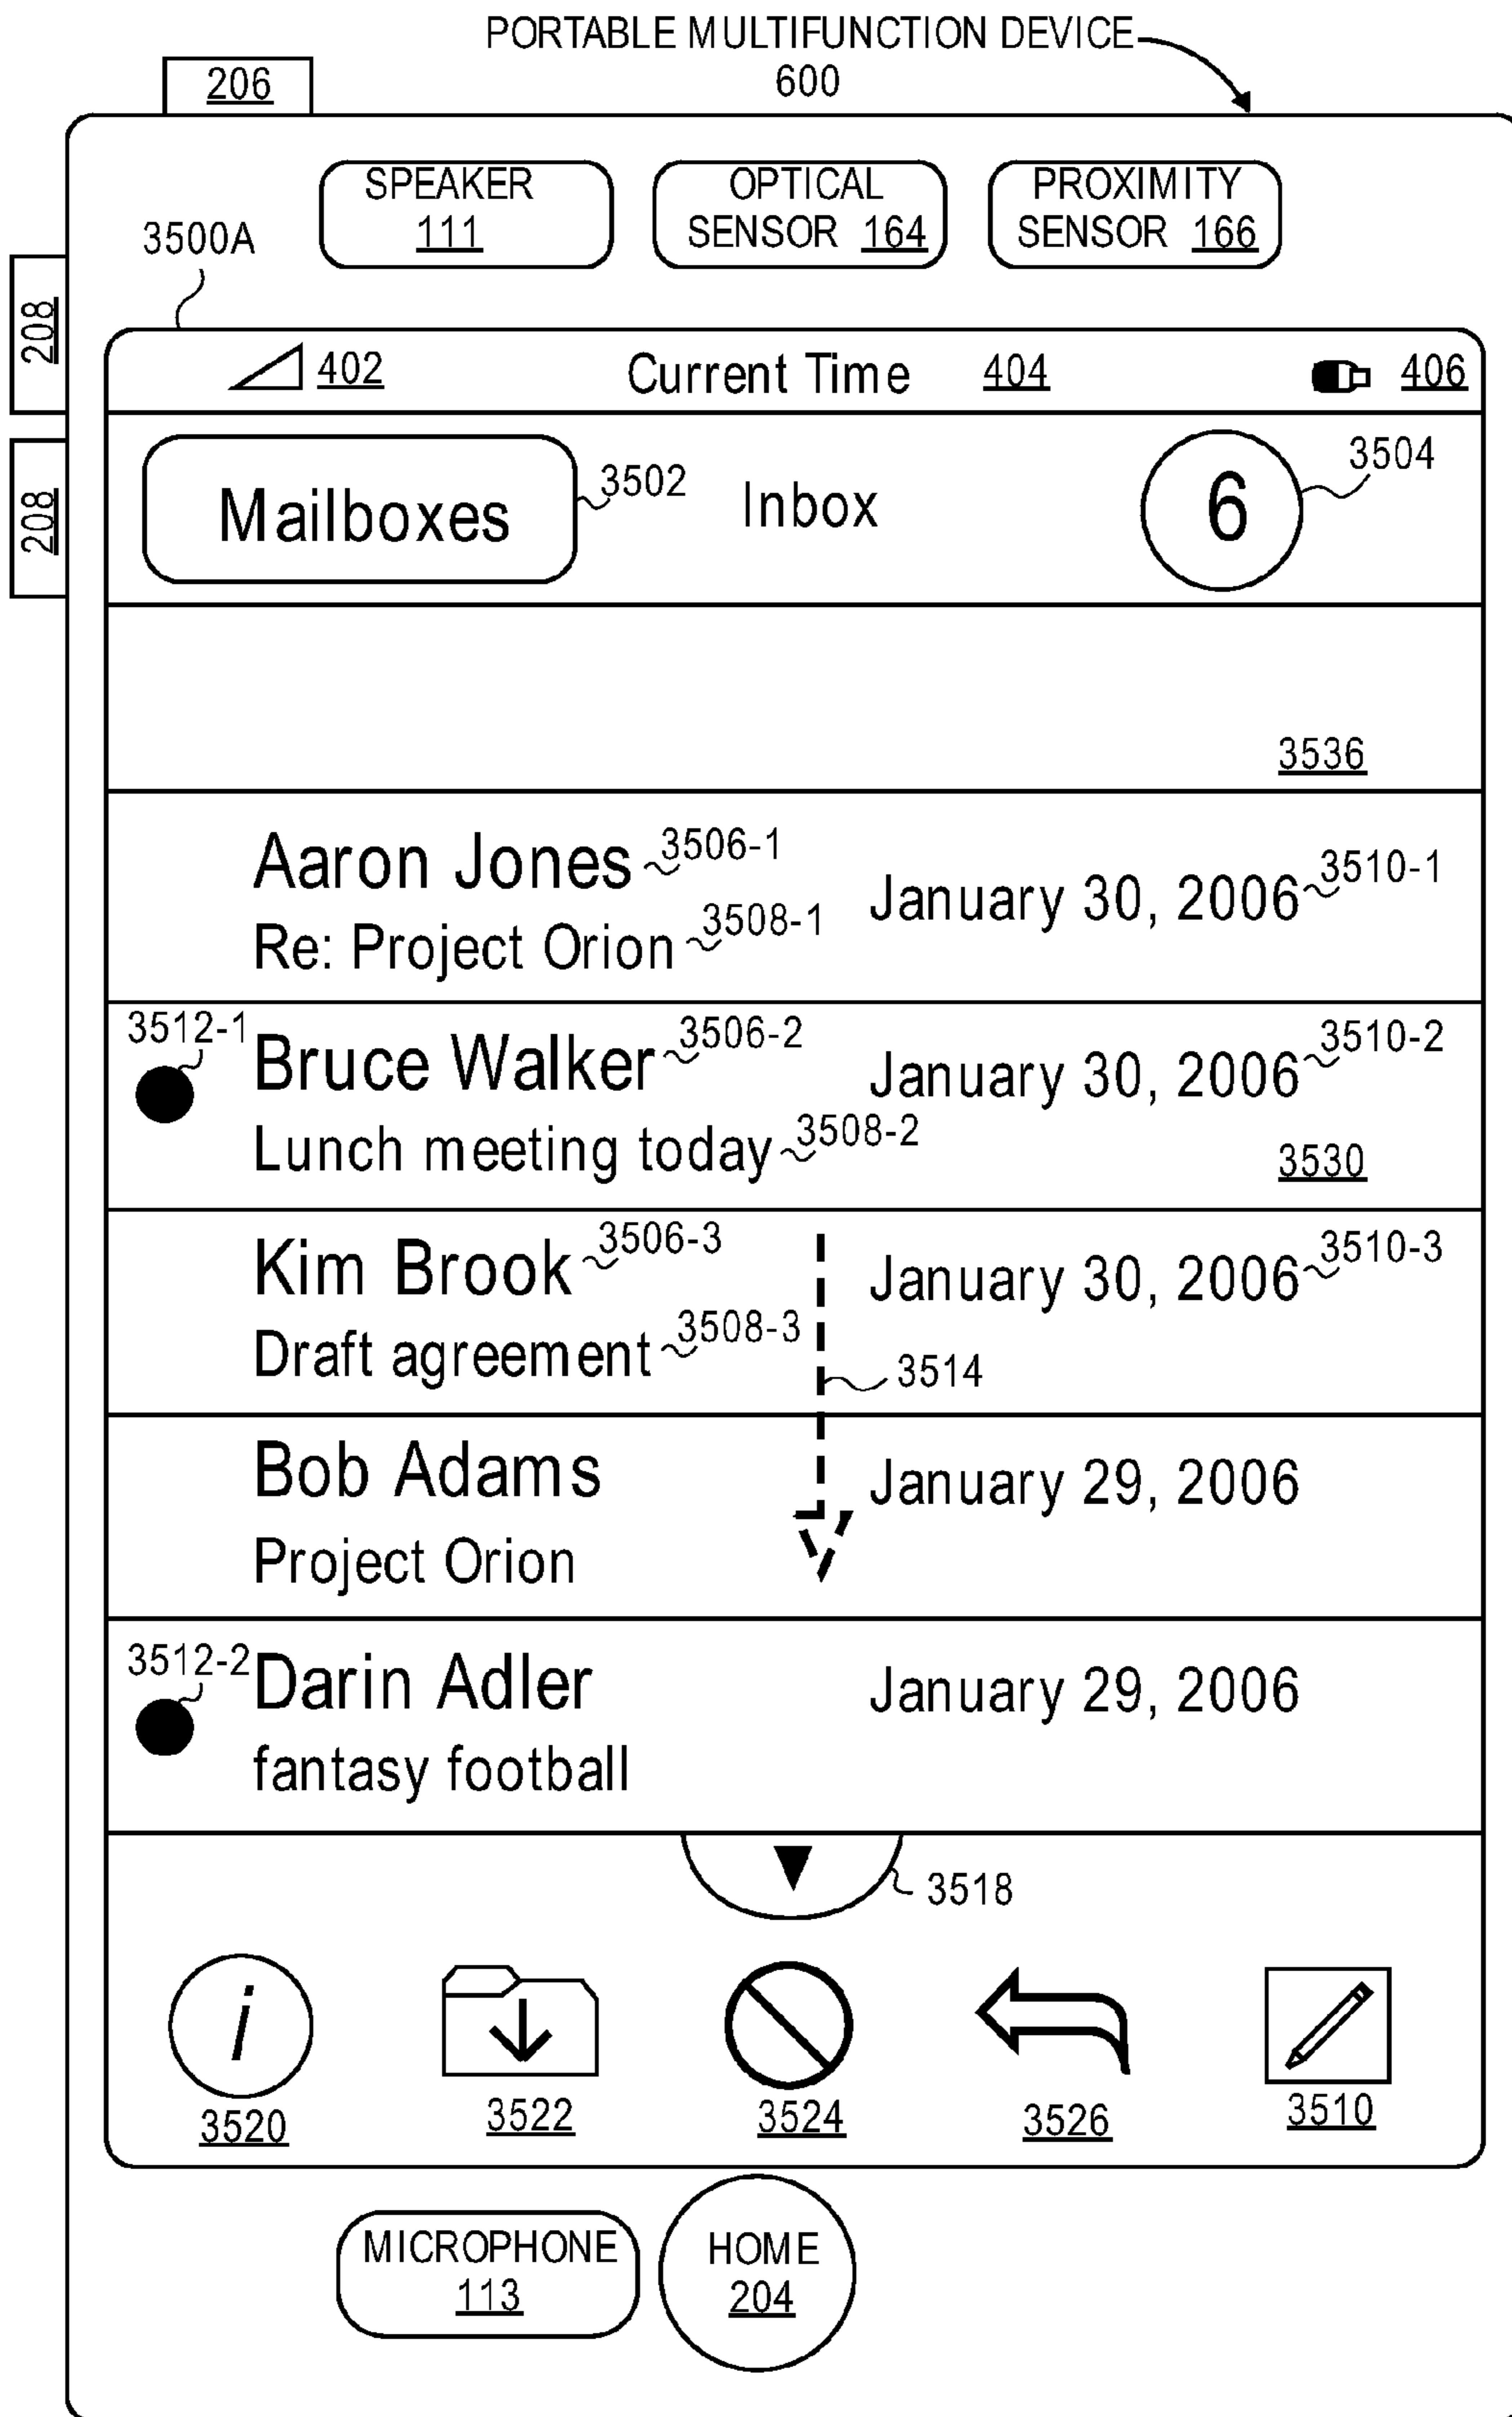 PORTABLE MULTIFUNCTION DEVICE
600
206
SPEAKER
111
OPTICAL
SENSOR 164
PROXIMITY
SENSOR 166
3500A
208
208
402
Current Time 404
406
Mailboxes
3502
Inbox
6
3504
3536
Aaron Jones 3506-1
January 30, 2006 3510-1
Re: Project Orion 3508-1
3512-1
Bruce Walker 3506-2
January 30, 2006 3510-2
Lunch meeting today 3508-2
3530
Kim Brook 3506-3
January 30, 2006 3510-3
Draft agreement 3508-3
3514
Bob Adams
January 29, 2006
Project Orion
3512-2
Darin Adler
January 29, 2006
fantasy football
3518
i
3520
3522
3524
3526
3510
MICROPHONE
113
HOME
204